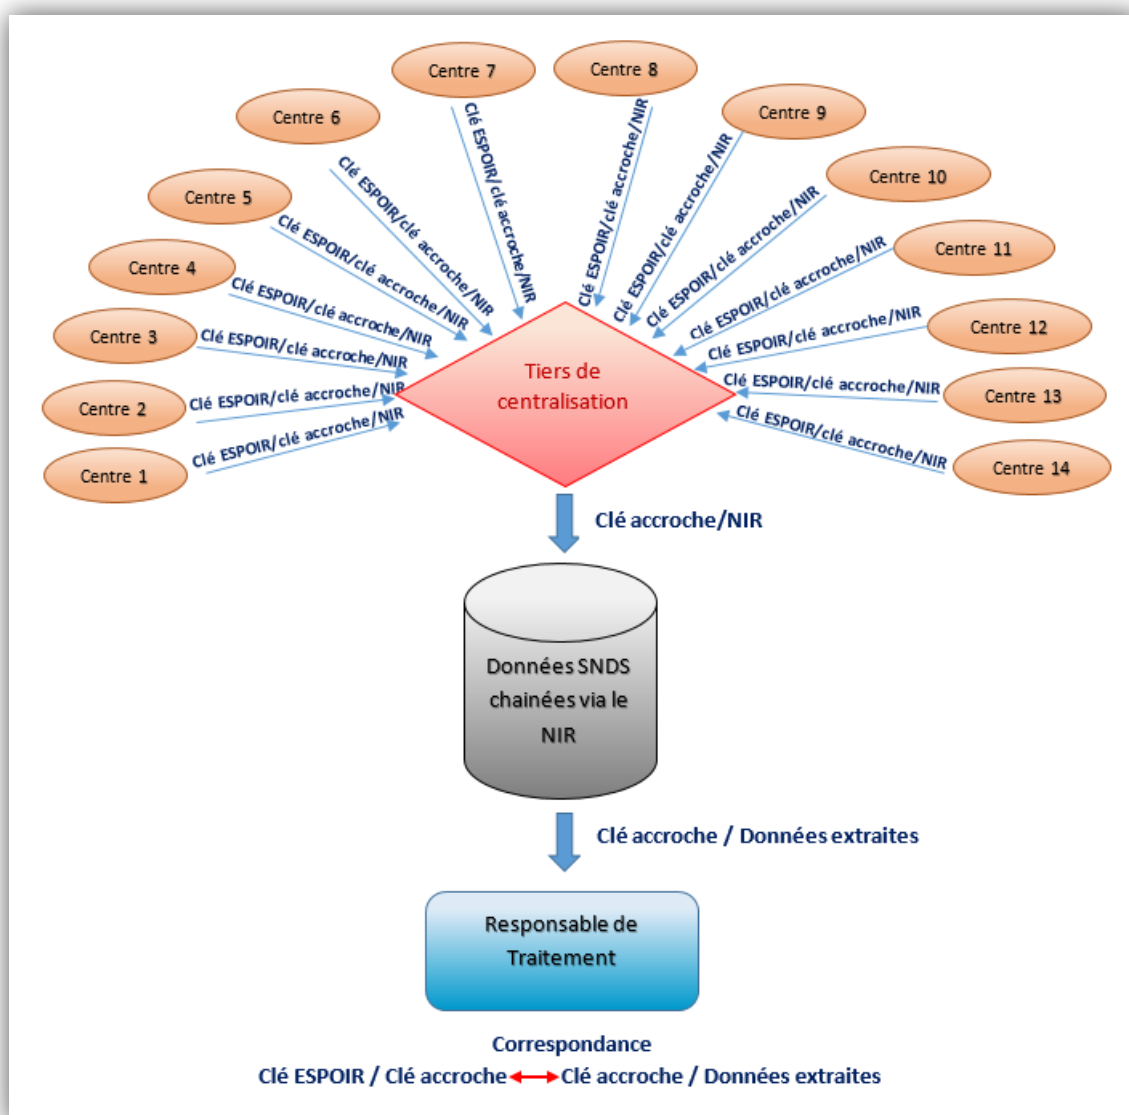 Centre 7
Centre 8
Centre 6
Centre 9
Centre 5
Centre 10
Centre 4
Centre 11
Centre 3
Centre 12
Centre 2
Centre 13
Centre 1
Centre 14
Clé ESPOIR/clé accroche/NIR
Clé ESPOIR/clé accroche/NIR
Clé ESPOIR/clé accroche/NIR
Clé ESPOIR/clé accroche/NIR
Clé ESPOIR/clé accroche/NIR
Clé ESPOIR/clé accroche/NIR
Clé ESPOIR/clé accroche/NIR
Clé ESPOIR/clé accroche/NIR
Clé ESPOIR/clé accroche/NIR
Clé ESPOIR/clé accroche/NIR
Clé ESPOIR/clé accroche/NIR
Clé ESPOIR/clé accroche/NIR
Clé ESPOIR/clé accroche/NIR
Clé ESPOIR/clé accroche/NIR
Tiers de
centralisation
Clé accroche/NIR
Données SNDS
chainées via le
NIR
Clé accroche / Données extraites
Responsable de
Traitement
Correspondance
Clé ESPOIR / Clé accroche Clé accroche / Données extraites